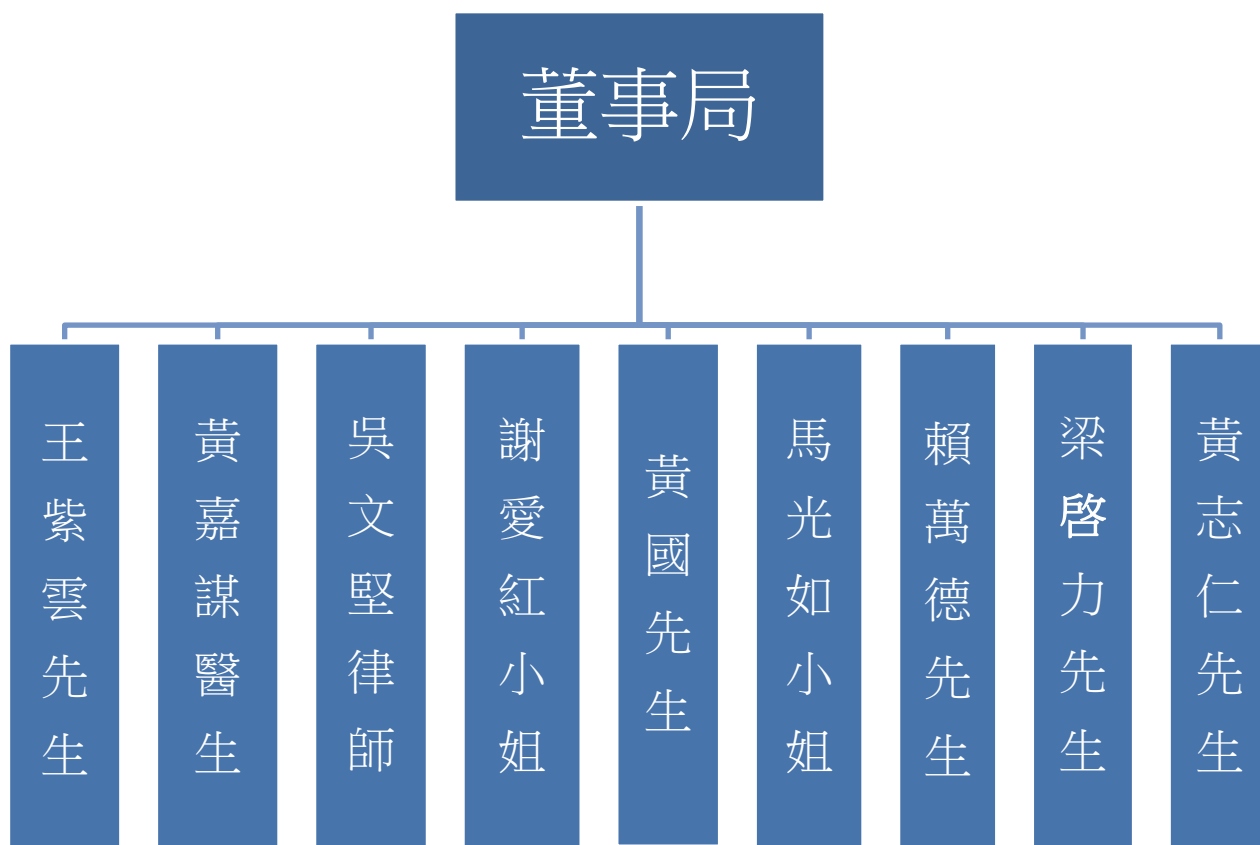 董事局
王紫雲先生
黃嘉謀醫生
吳文堅律師
謝愛紅小姐
黃國先生
馬光如小姐
賴萬德先生
梁啓力先生
黃志仁先生